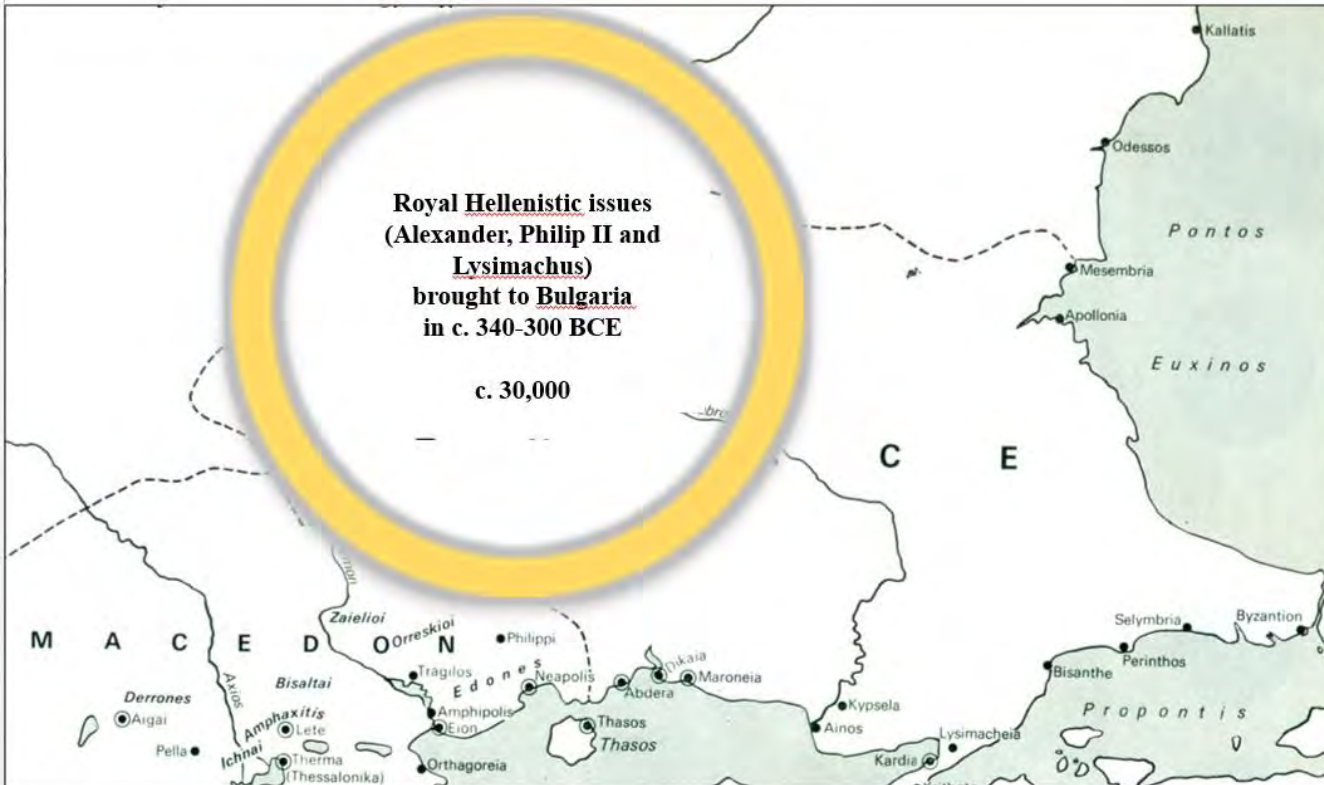 Kallatis
Odessos
Royal Hellenistic issues
(Alexander, Philip II and
Lysimachus)
brought to Bulgaria
in c. 340-300 BCE
c. 30,000
Pontos
Mesembria
Apollonia
Euxinos
C E
MACEDON
Zaielioi
Orreskioi
Philippi
Selymbria
Byzantion
Perinthos
Bisanthe
Tragilos
Edones
Neapolis
Dikaia
Abdera
Maroneia
Derrones
Axios
Bisaltai
Aigai
Amphaxitis
Lete
Amphipolis
Eion
Thasos
Thasos
Kypsela
Ainos
Propontis
Lysimacheia
Pella
Ichnai
Therma
(Thessalonika)
Orthagoreia
Kardia